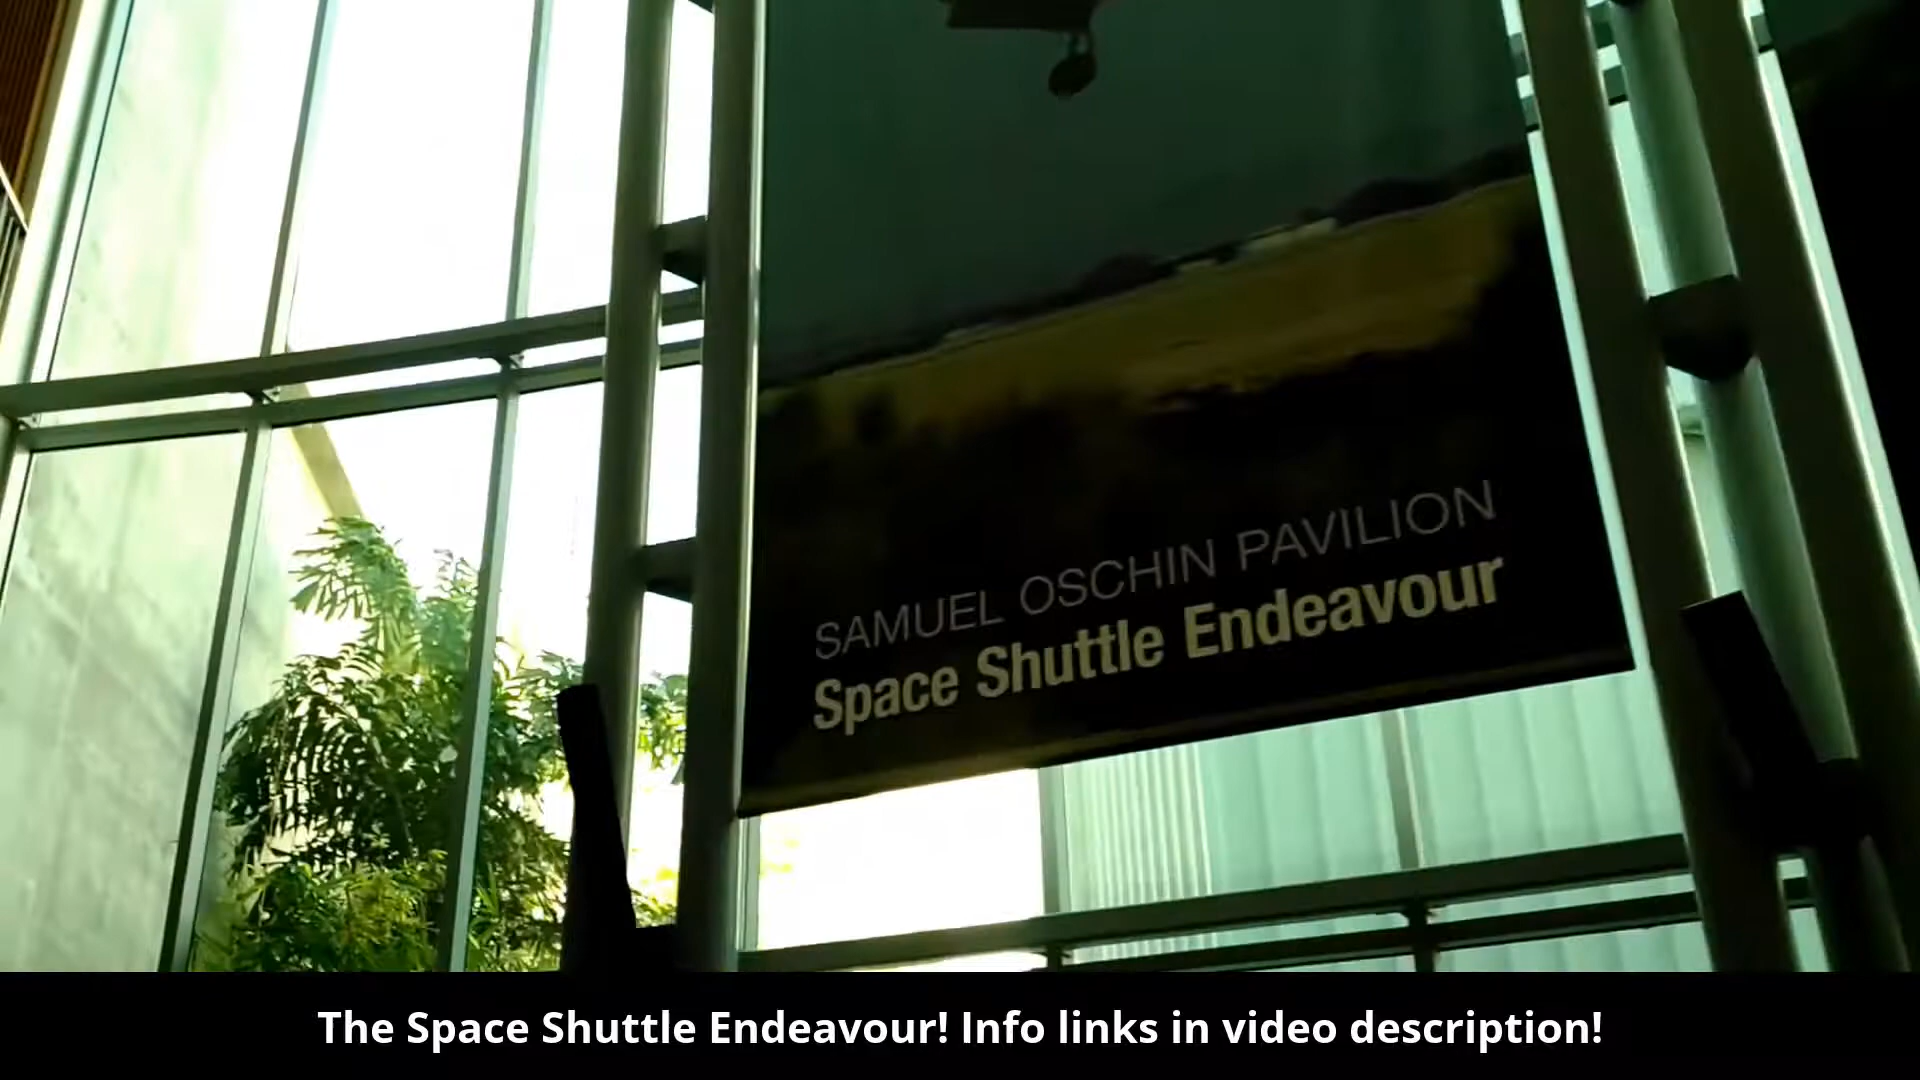 SAMUEL OSCHIN PAVILION
Space Shuttle Endeavour
The Space Shuttle Endeavour! Info links in video description!